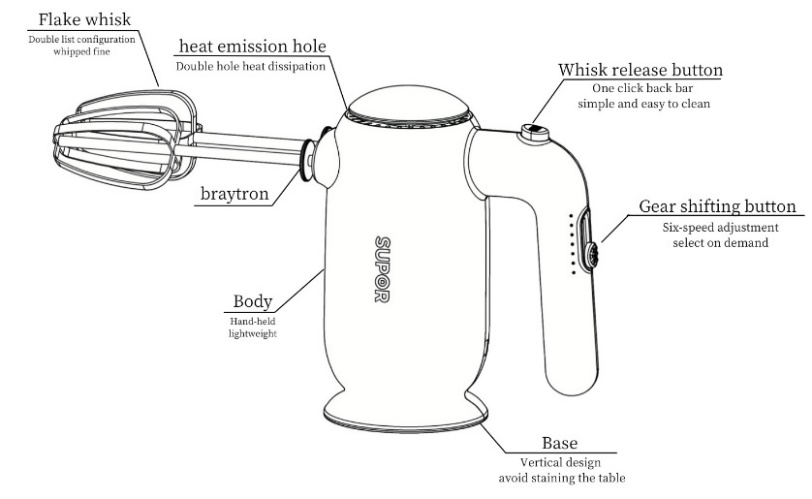 Flake whisk
Double list configuration
whipped fine
heat emission hole
Double hole heat dissipation
Whisk release button
One click back bar
simple and easy to clean
braytron
Gear shifting button
Six-speed adjustment
select on demand
SUPOR
Body
Hand-held
lightweight
Base
Vertical design
avoid staining the table